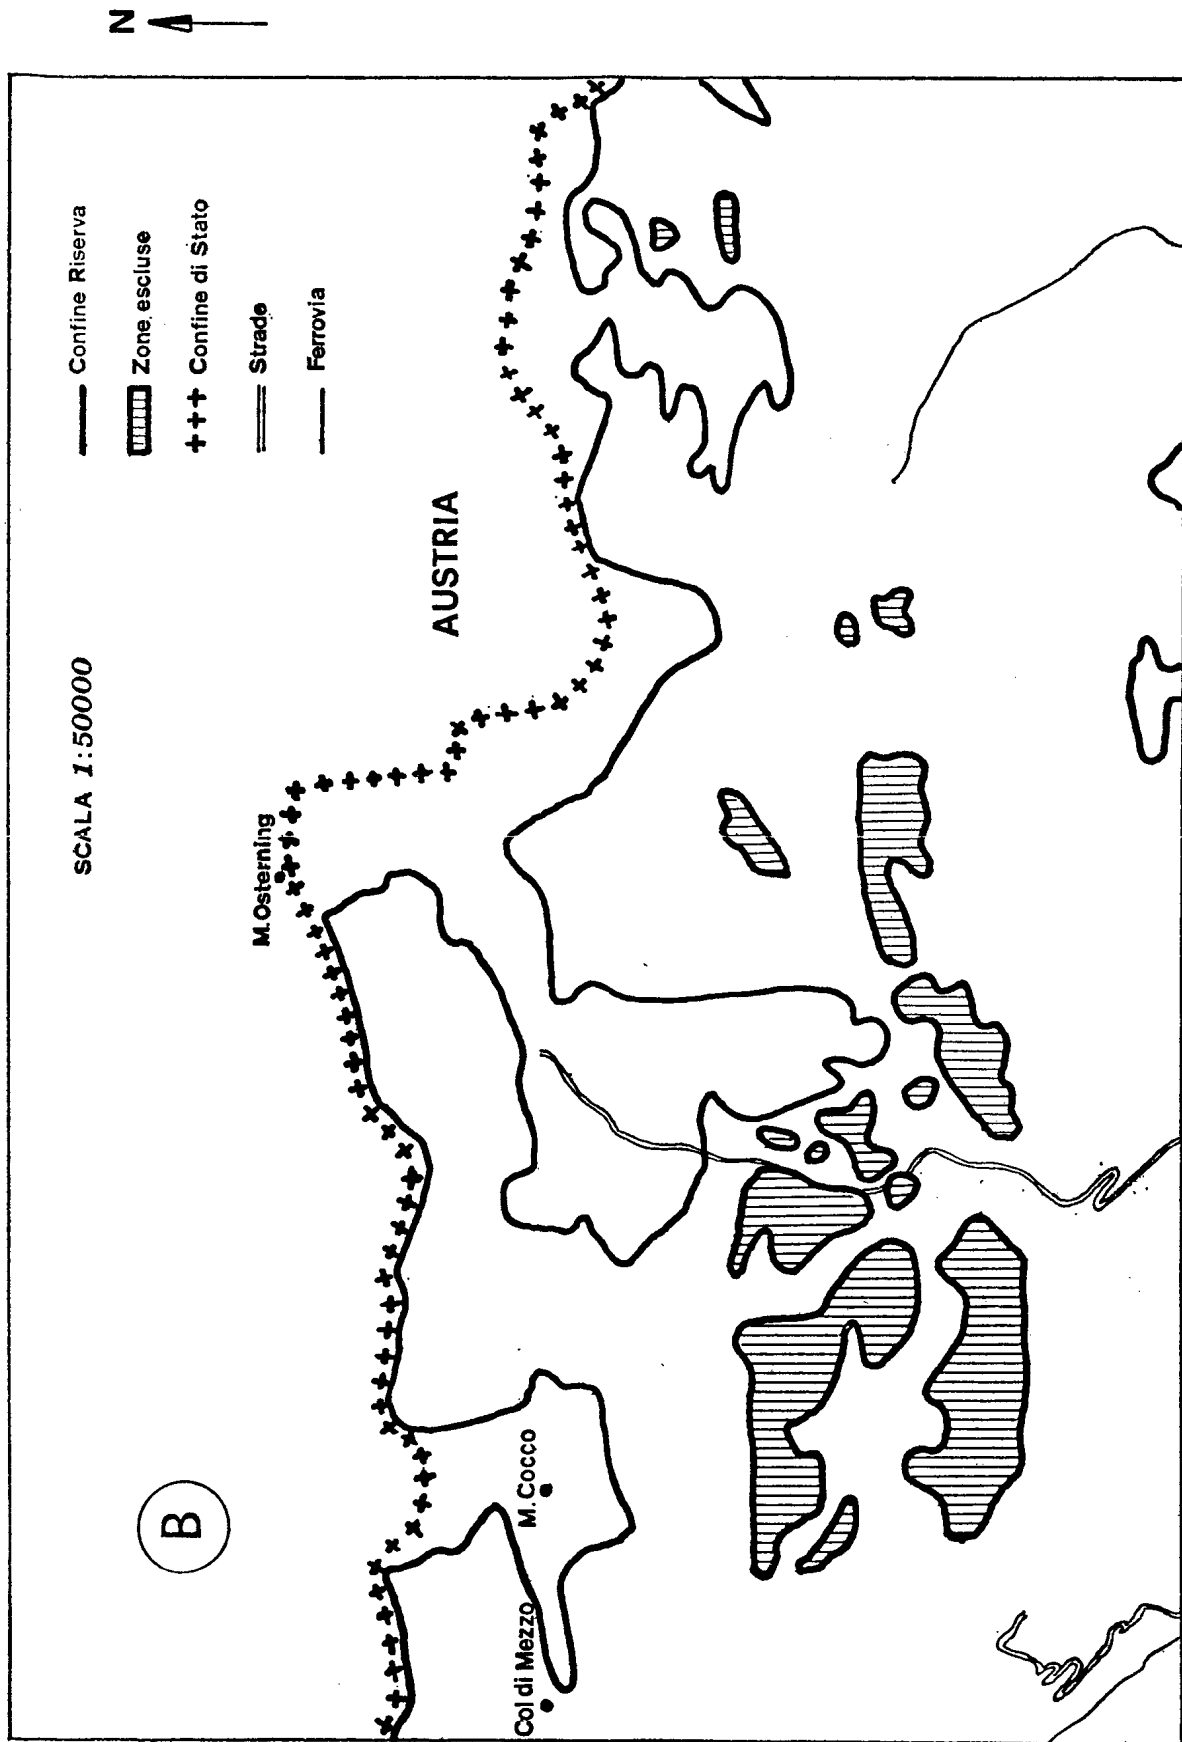 N
SCALA 1:50000
Confine Riserva
Zone escluse
Confine di Stato
Strade
Ferrovia
AUSTRIA
M.Osterning
B
M. Cocco
Col di Mezzo